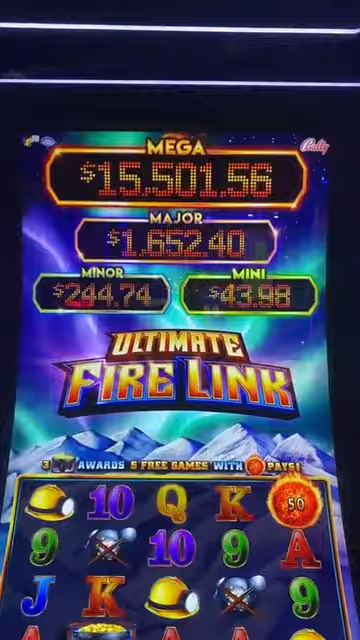 Bally
MEGA
$15,501.56
MAJOR
$1,652.40
MINOR
$244.74
MINI
$43.98
ULTIMATE
FIRE LINK
3 AWARDS 5 FREE GAMES WITH PAYS!
10 Q K 50
9 10 9 A
J K 9